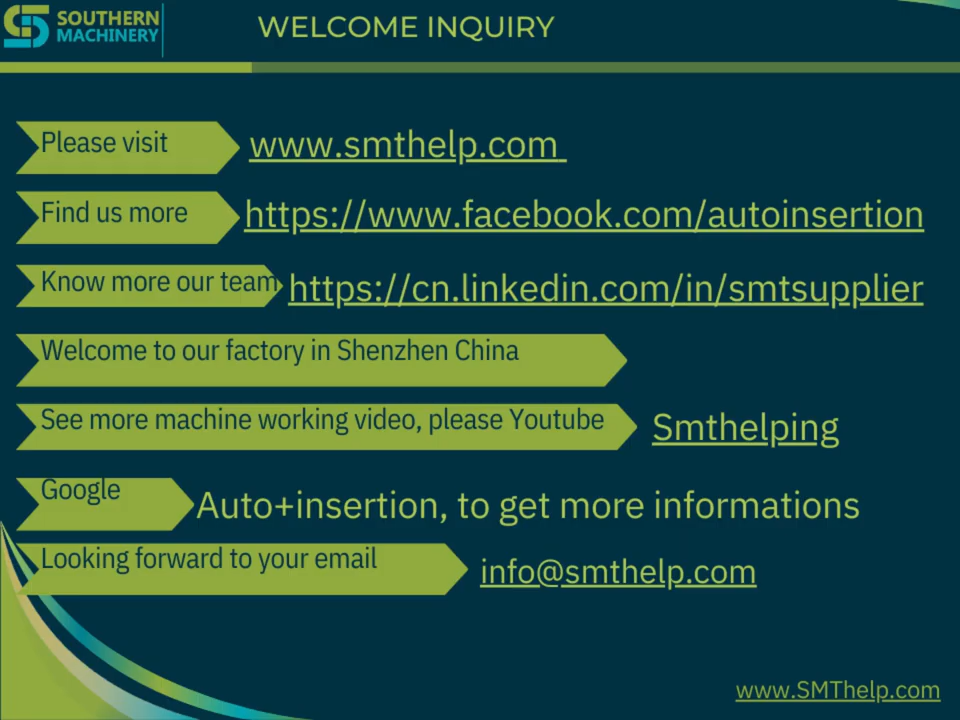 SOUTHERN
MACHINERY
WELCOME INQUIRY
Please visit www.smthelp.com
Find us more https://www.facebook.com/autoinsertion
Know more our team https://cn.linkedin.com/in/smtsupplier
Welcome to our factory in Shenzhen China
See more machine working video, please Youtube Smthelping
Google Auto+insertion, to get more informations
Looking forward to your email info@smthelp.com
www.SMThelp.com